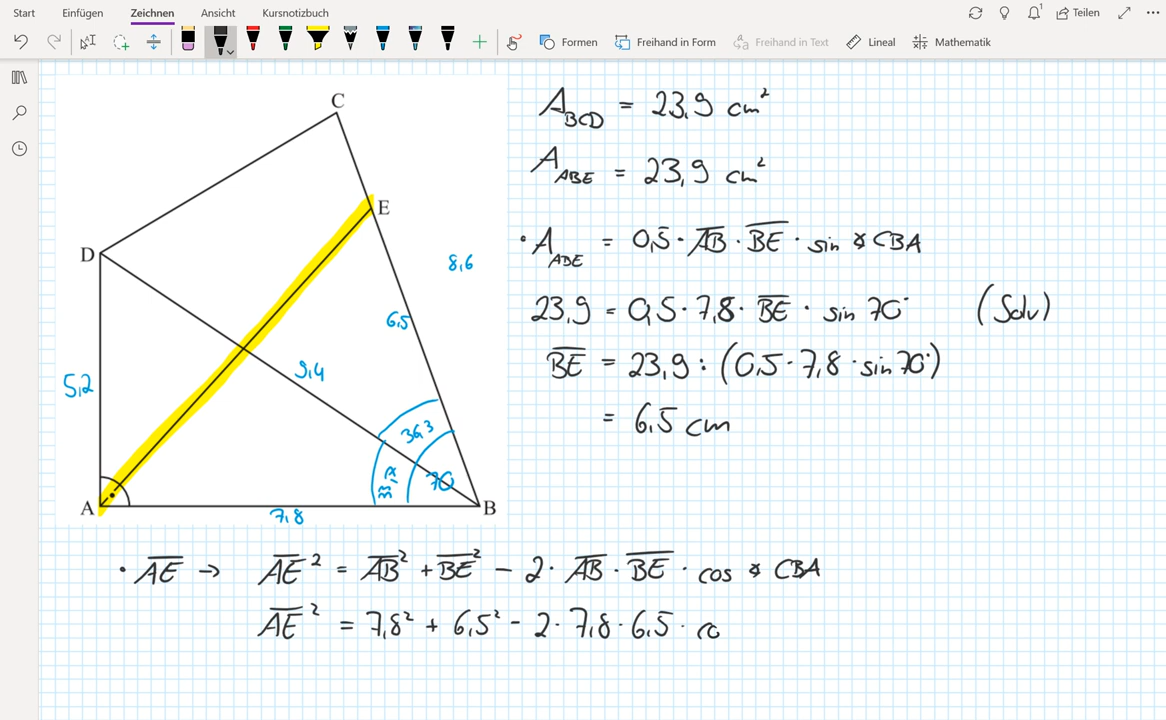 Start Einfügen Zeichnen Ansicht Kursnotizbuch Teilen
Formen Freihand in Form Freihand in Text Lineal Mathematik
C
E
D
A
B
8,6
6,5
9,4
5,2
36,3
70
7,8
A_BCD = 23,9 cm²
A_ABE = 23,9 cm²
• A_ABE = 0,5 · AB · BE · sin ∢ CBA
23,9 = 0,5 · 7,8 · BE · sin 70° (Solv)
BE = 23,9 : (0,5 · 7,8 · sin 70°)
= 6,5 cm
• AE → AE² = AB² + BE² - 2 · AB · BE · cos ∢ CBA
AE² = 7,8² + 6,5² - 2 · 7,8 · 6,5 · co